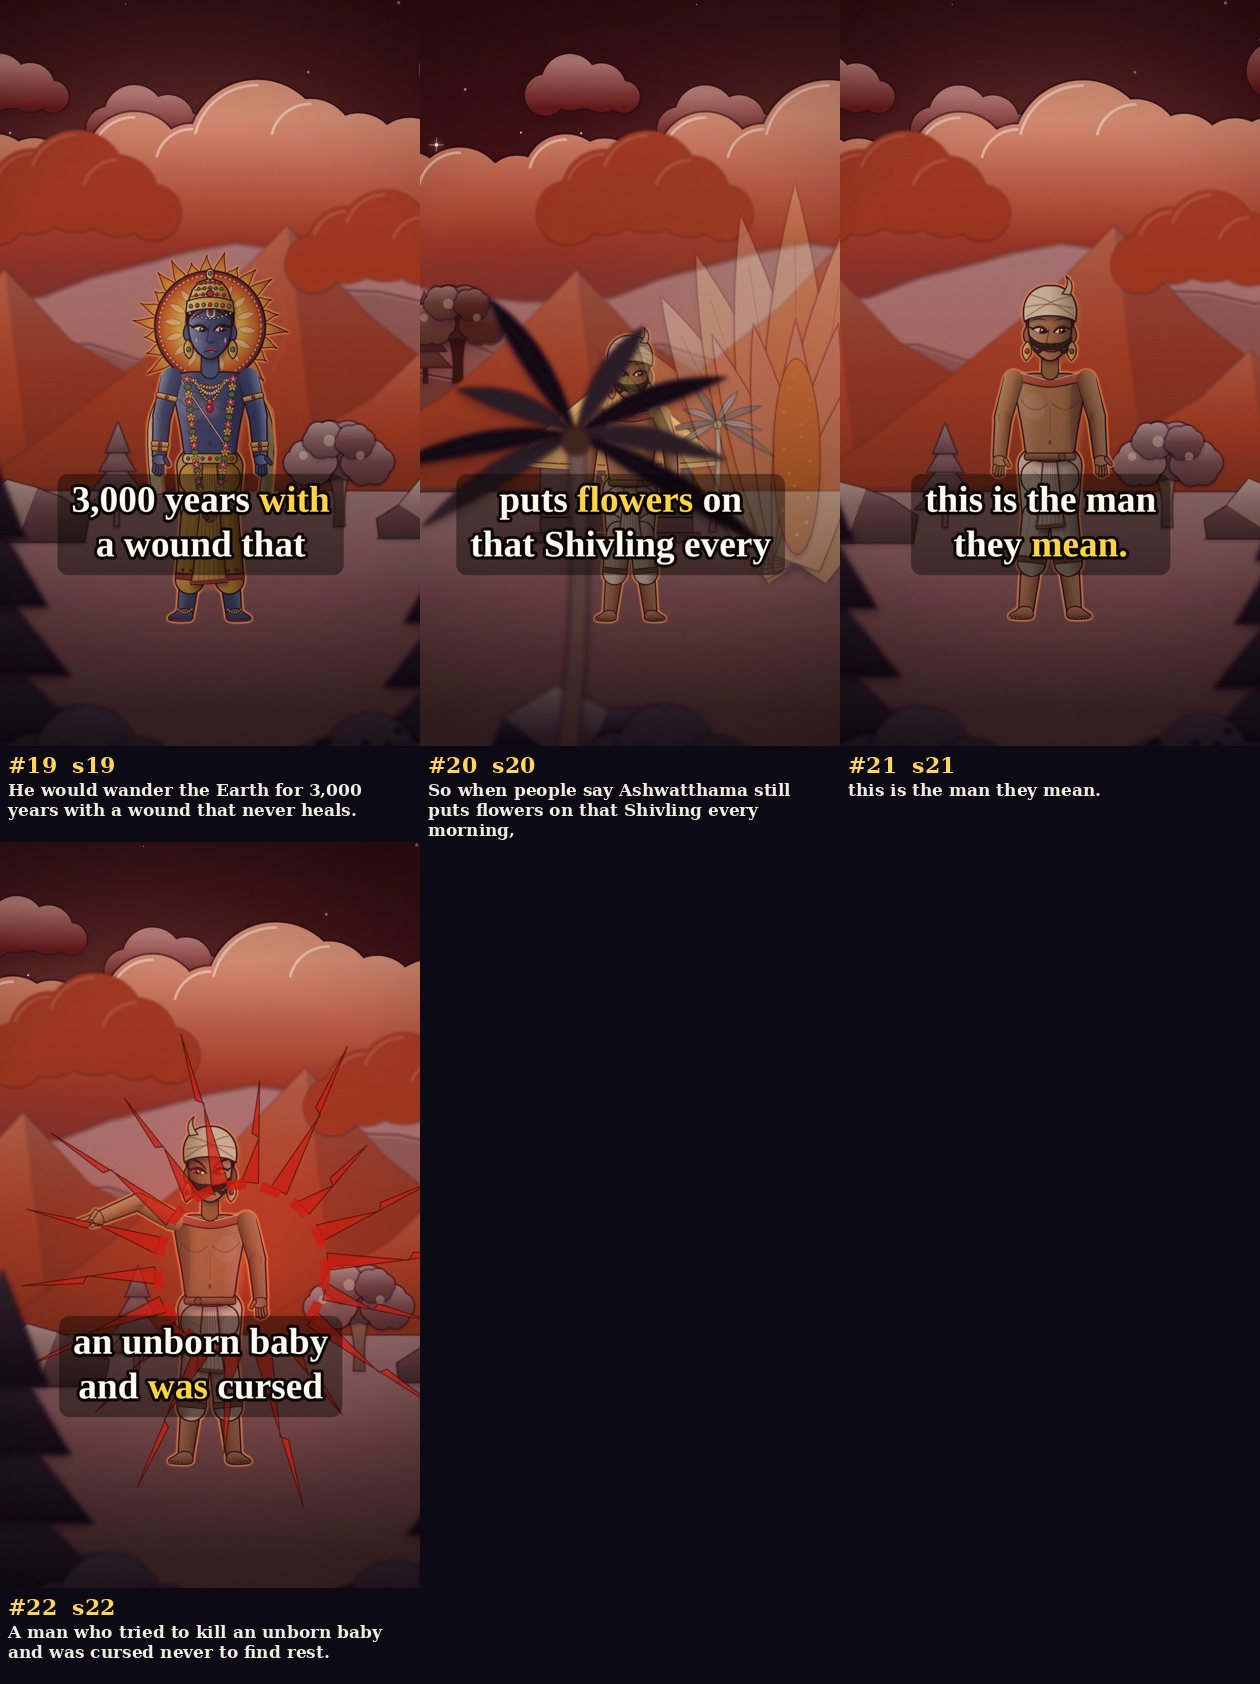 3,000 years with
a wound that
#19 s19
He would wander the Earth for 3,000
years with a wound that never heals.
puts flowers on
that Shivling every
#20 s20
So when people say Ashwatthama still
puts flowers on that Shivling every
morning,
this is the man
they mean.
#21 s21
this is the man they mean.
an unborn baby
and was cursed
#22 s22
A man who tried to kill an unborn baby
and was cursed never to find rest.